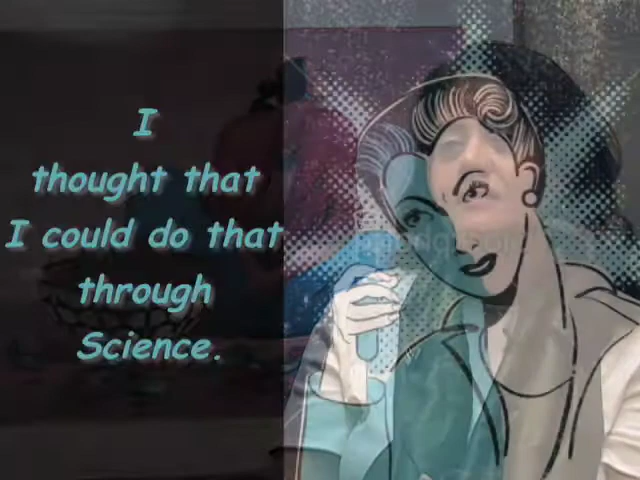 I
thought that
I could do that
through
Science.